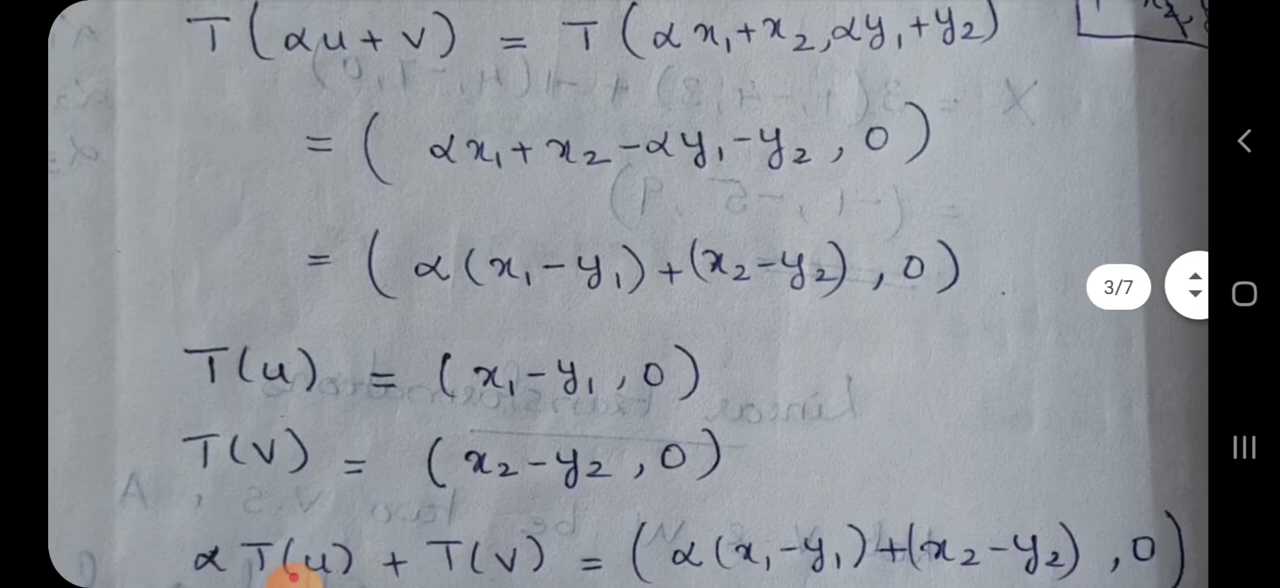 T(αu+v) = T(αx₁+x₂,αy₁+y₂)
= (αx₁+x₂-αy₁-y₂, 0)
= (α(x₁-y₁)+(x₂-y₂), 0)
3/7
T(u) = (x₁-y₁, 0)
T(v) = (x₂-y₂, 0)
αT(u) + T(v) = (α(x₁-y₁)+(x₂-y₂), 0)